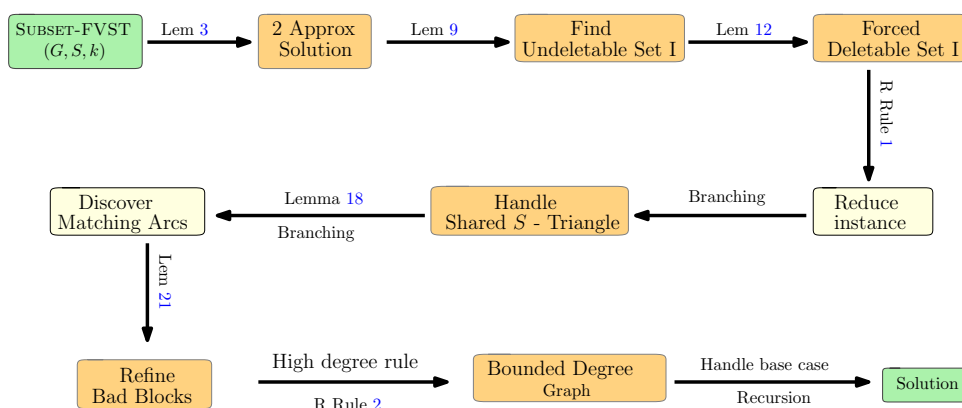 SUBSET-FVST
(G, S, k)
Lem 3
2 Approx
Solution
Lem 9
Find
Undeletable Set I
Lem 12
Forced
Deletable Set I
R Rule 1
Reduce
instance
Branching
Handle
Shared S - Triangle
Lemma 18
Branching
Discover
Matching Arcs
Lem 21
Refine
Bad Blocks
High degree rule
R Rule 2
Bounded Degree
Graph
Handle base case
Recursion
Solution